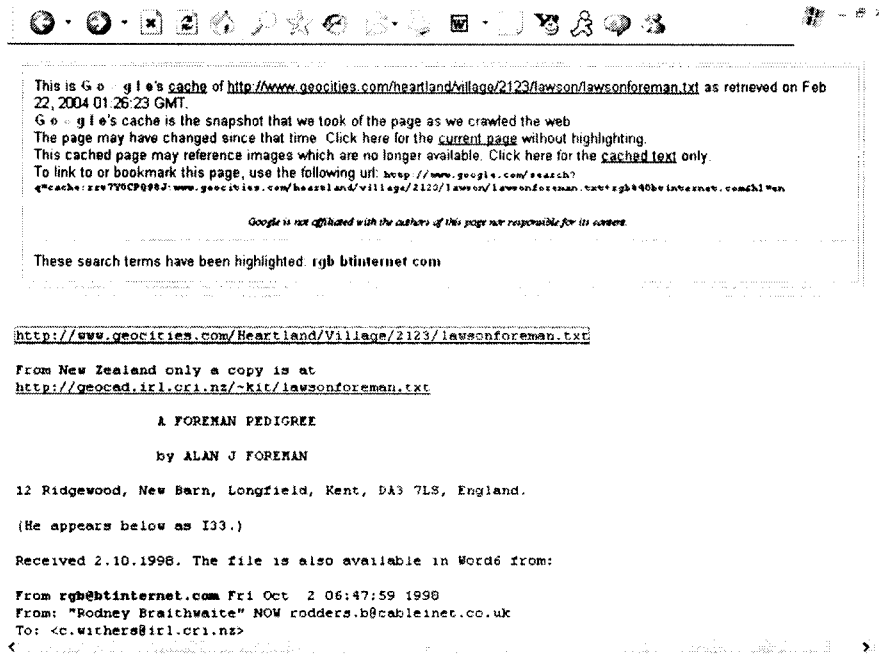 This is G o o g l e's cache of http://www.geocities.com/heartland/village/2123/lawson/lawsonforeman.txt as retrieved on Feb
22, 2004 01:26:23 GMT.
G o o g l e's cache is the snapshot that we took of the page as we crawled the web
The page may have changed since that time. Click here for the current page without highlighting.
This cached page may reference images which are no longer available. Click here for the cached text only.
To link to or bookmark this page, use the following url: http://www.google.com/search?
Google is not affiliated with the authors of this page nor responsible for its content.
These search terms have been highlighted: rgb btinternet com
http://www.geocities.com/Heartland/Village/2123/lawsonforeman.txt
From New Zealand only a copy is at
http://geocad.irl.cri.nz/~kit/lawsonforeman.txt
A FOREMAN PEDIGREE
by ALAN J FOREMAN
12 Ridgewood, New Barn, Longfield, Kent, DA3 7LS, England.
(He appears below as I33.)
Received 2.10.1998. The file is also available in Word6 from:
From rgb@btinternet.com Fri Oct 2 06:47:59 1998
From: "Rodney Braithwaite" NOW rodders.b@cableinet.co.uk
To: <c.withers@irl.cri.nz>